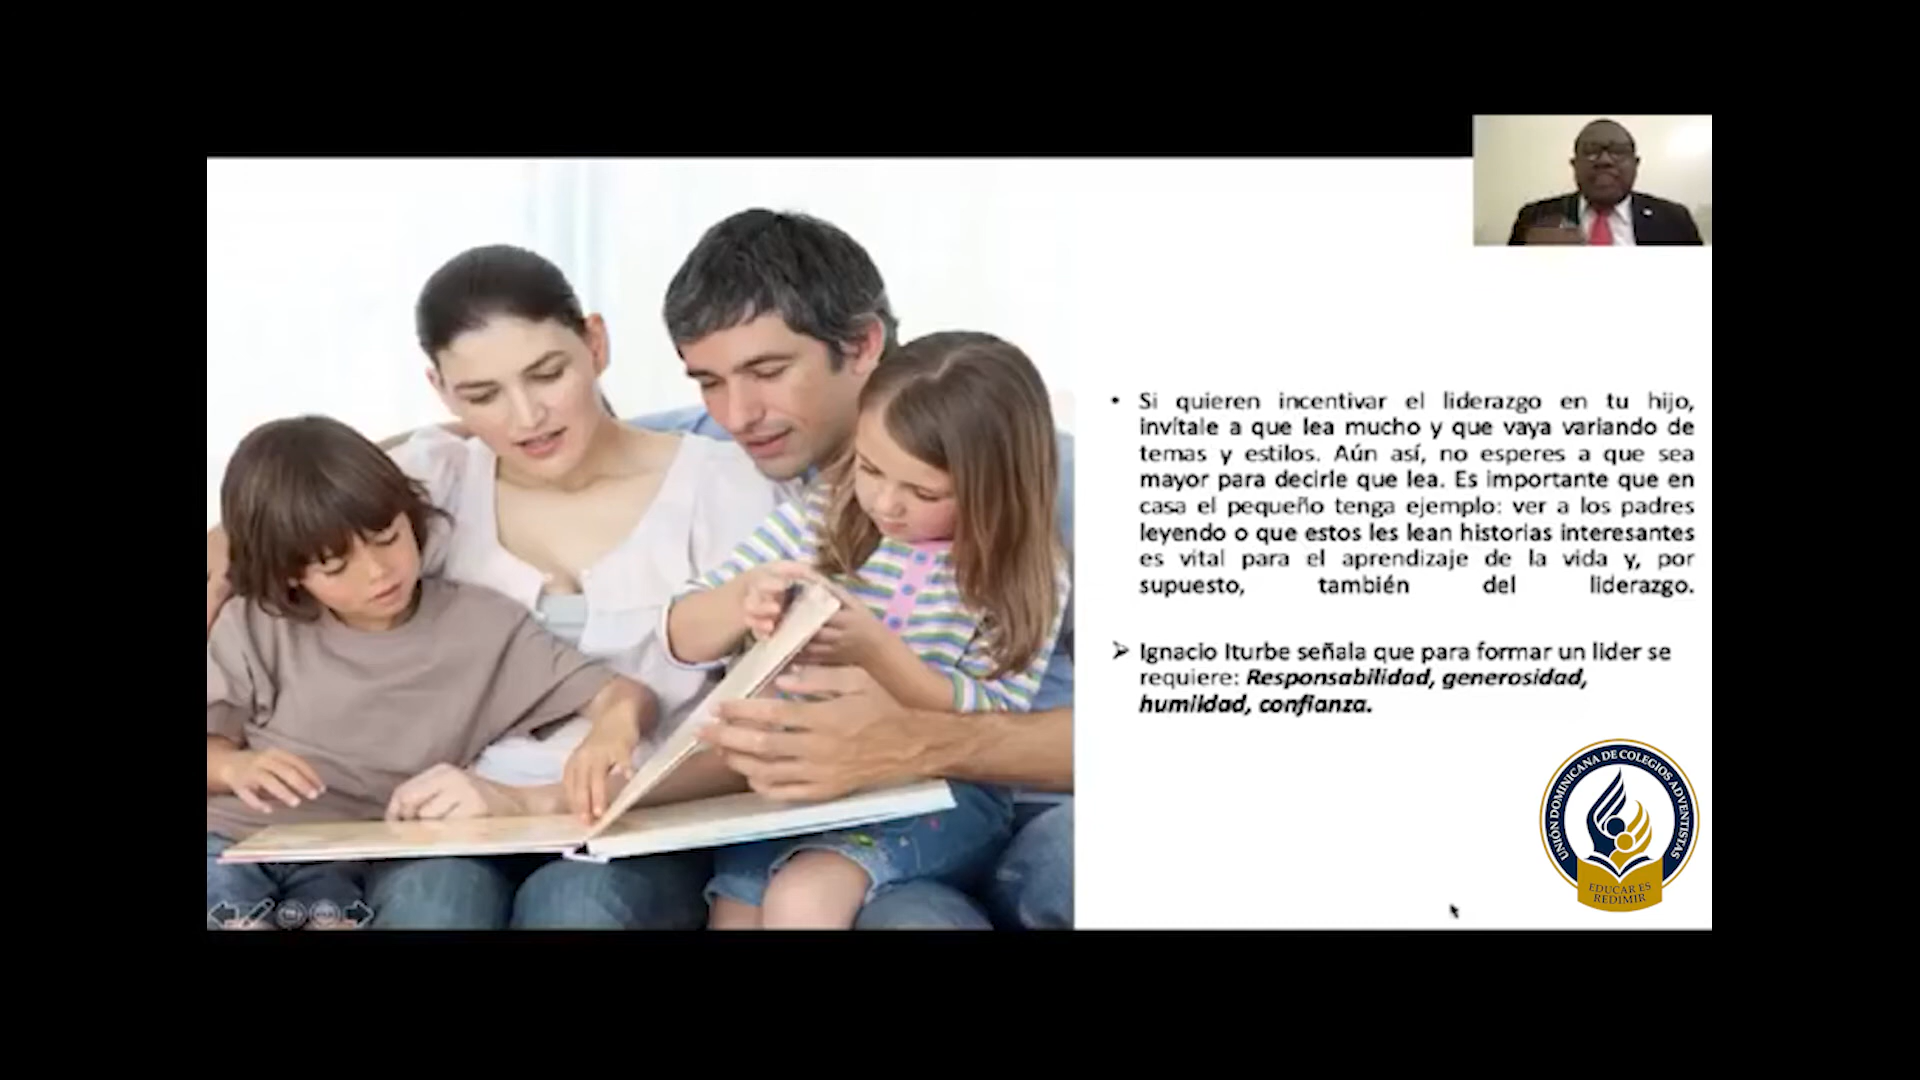 • Si quieren incentivar el liderazgo en tu hijo,
invítale a que lea mucho y que vaya variando de
temas y estilos. Aún así, no esperes a que sea
mayor para decirle que lea. Es importante que en
casa el pequeño tenga ejemplo: ver a los padres
leyendo o que estos les lean historias interesantes
es vital para el aprendizaje de la vida y, por
supuesto, también del liderazgo.
➢ Ignacio Iturbe señala que para formar un lider se
requiere: Responsabilidad, generosidad,
humildad, confianza.
UNIÓN DOMINICANA DE COLEGIOS ADVENTISTAS
EDUCAR ES
REDIMIR